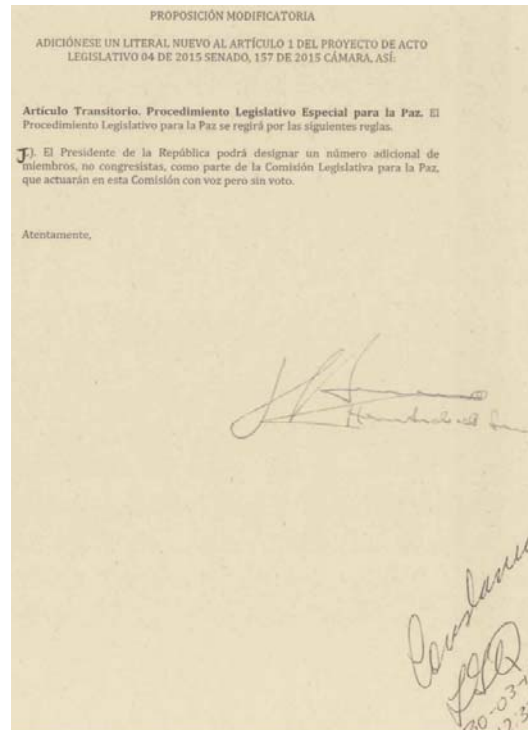 PROPOSICIÓN MODIFICATORIA
ADICIÓNESE UN LITERAL NUEVO AL ARTÍCULO 1 DEL PROYECTO DE ACTO
LEGISLATIVO 04 DE 2015 SENADO, 157 DE 2015 CÁMARA, ASÍ:
Artículo Transitorio. Procedimiento Legislativo Especial para la Paz. El
Procedimiento Legislativo para la Paz se regirá por las siguientes reglas.
J). El Presidente de la República podrá designar un número adicional de
miembros, no congresistas, como parte de la Comisión Legislativa para la Paz,
que actuarán en esta Comisión con voz pero sin voto.
Atentamente,